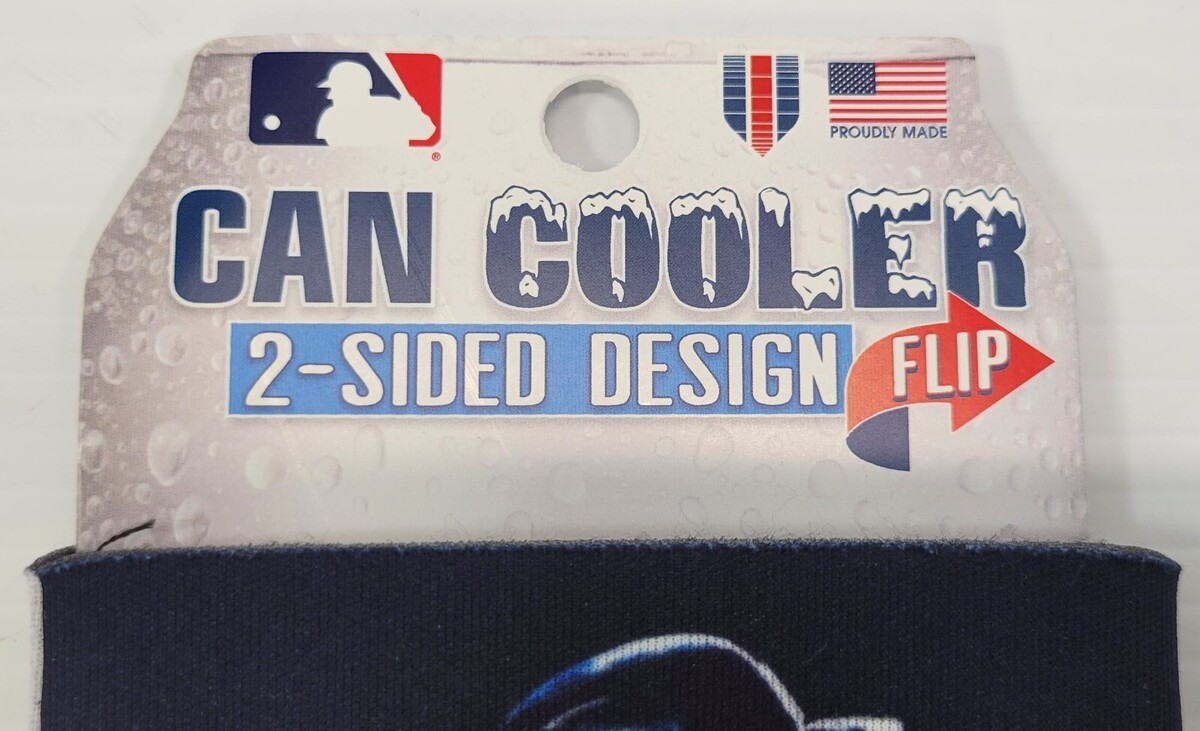 PROUDLY MADE
CAN COOLER
2-SIDED DESIGN FLIP